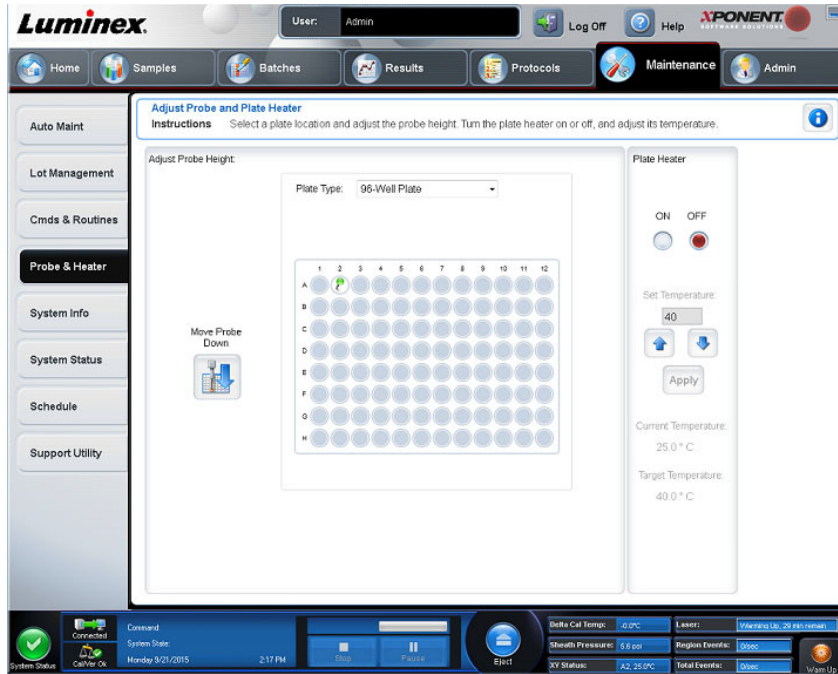 Luminex.
User: Admin
Log Off
Help
XPONENT
SOFTWARE SOLUTIONS
Home
Samples
Batches
Results
Protocols
Maintenance
Admin
Auto Maint
Lot Management
Cmds & Routines
Probe & Heater
System Info
System Status
Schedule
Support Utility
Adjust Probe and Plate Heater
Instructions Select a plate location and adjust the probe height. Turn the plate heater on or off, and adjust its temperature.
Adjust Probe Height:
Plate Type: 96-Well Plate
1 2 3 4 5 6 7 8 9 10 11 12
A
B
C
D
E
F
G
H
Move Probe
Down
Plate Heater
ON OFF
Set Temperature:
40
Apply
Current Temperature:
25.0 ° C
Target Temperature:
40.0 ° C
System Status
Connected
Cal/Ver Ok
Command:
System State:
Monday 9/21/2015 2:17 PM
Stop
Pause
Eject
Delta Cal Temp: -0.0°C Laser: Warming Up, 29 min remain
Sheath Pressure: 5.6 psi Region Events: 0/sec
XY Status: A2, 25.0°C Total Events: 0/sec
Warm Up